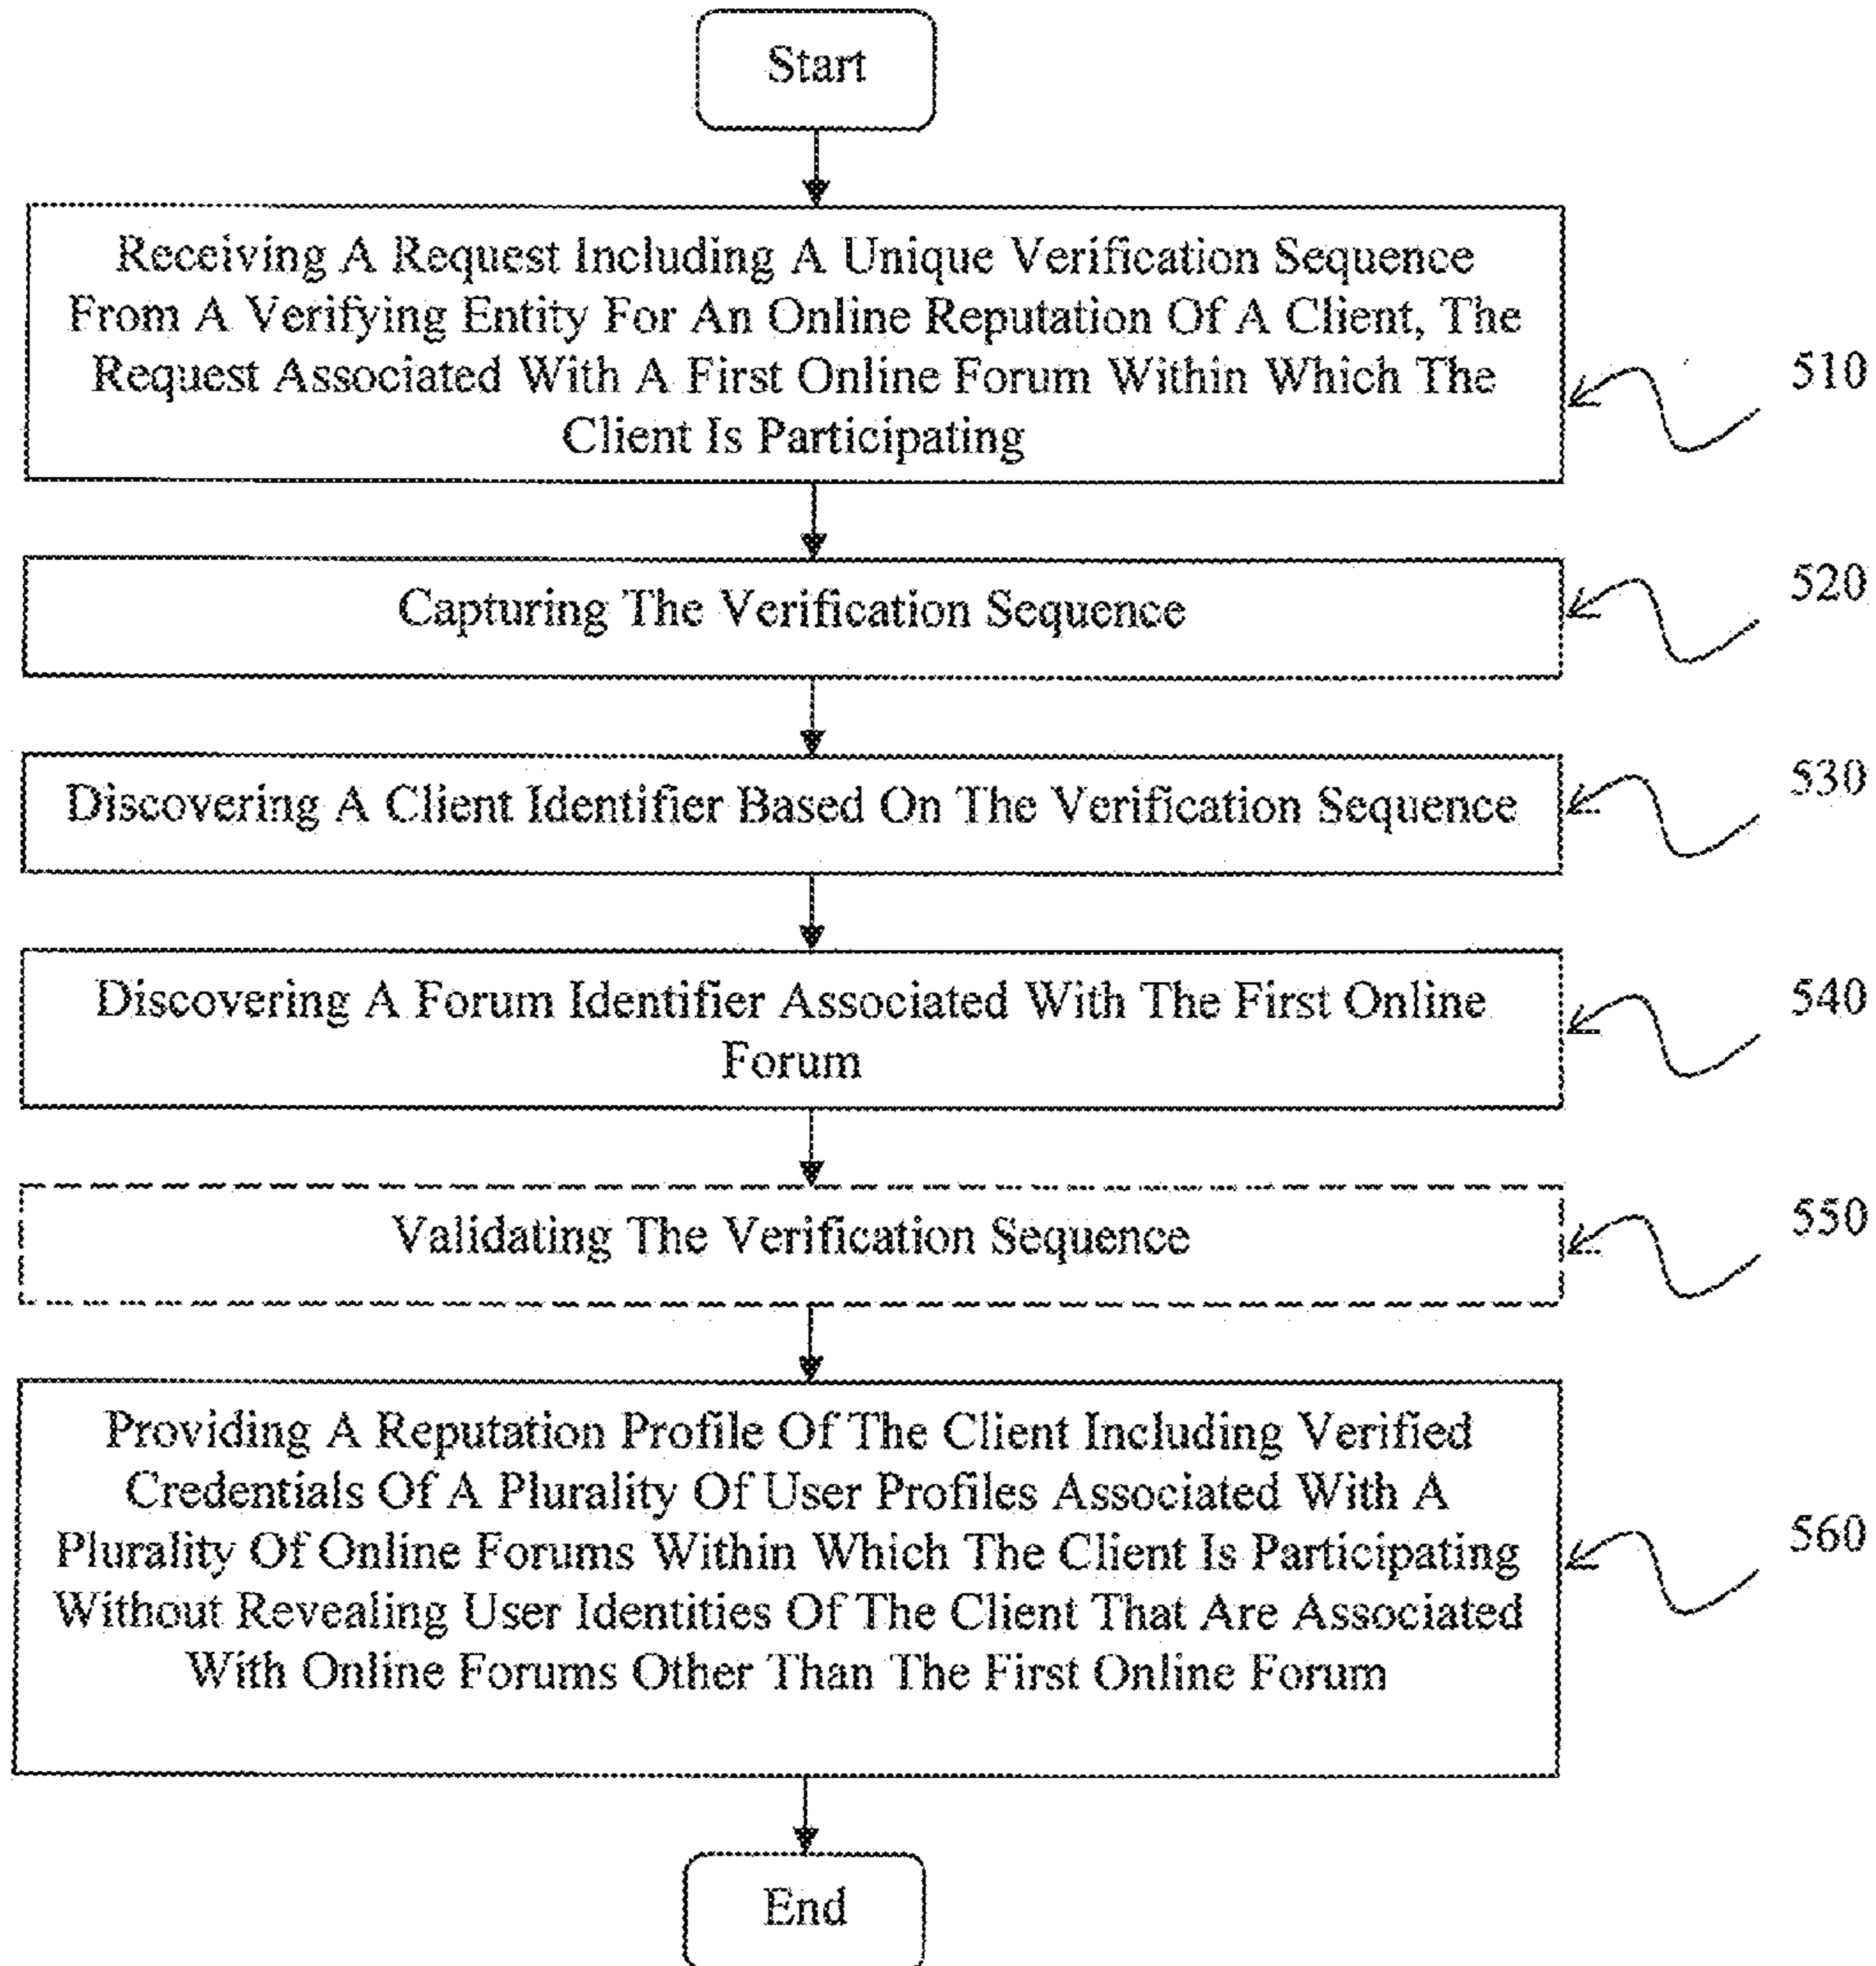 Start
Receiving A Request Including A Unique Verification Sequence
From A Verifying Entity For An Online Reputation Of A Client, The
Request Associated With A First Online Forum Within Which The
Client Is Participating
510
Capturing The Verification Sequence
520
Discovering A Client Identifier Based On The Verification Sequence
530
Discovering A Forum Identifier Associated With The First Online
Forum
540
Validating The Verification Sequence
550
Providing A Reputation Profile Of The Client Including Verified
Credentials Of A Plurality Of User Profiles Associated With A
Plurality Of Online Forums Within Which The Client Is Participating
Without Revealing User Identities Of The Client That Are Associated
With Online Forums Other Than The First Online Forum
560
End